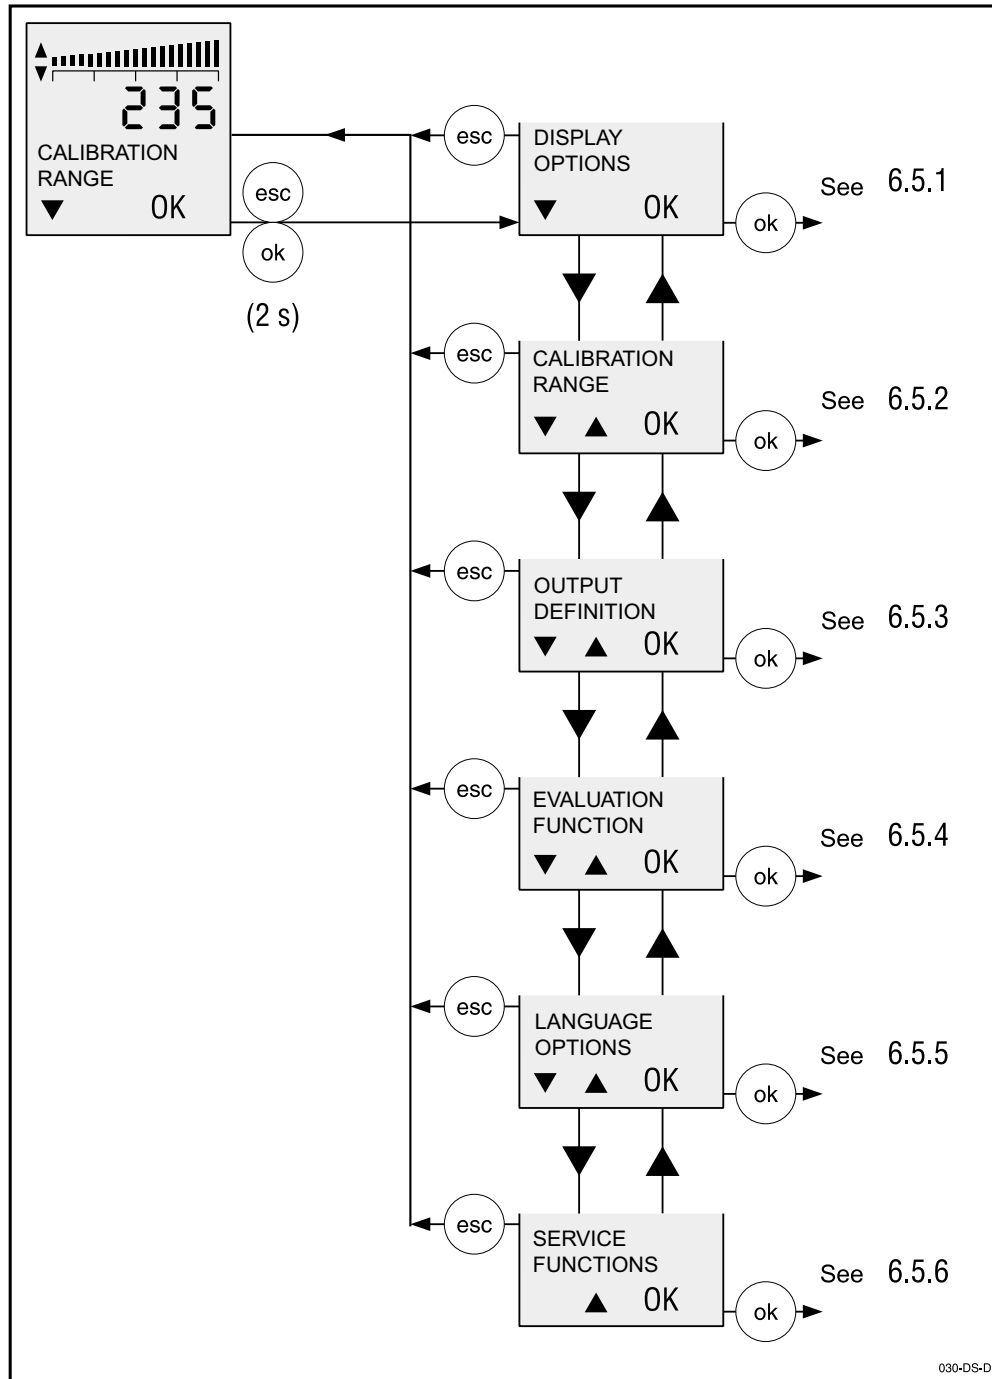 235
CALIBRATION
RANGE
▼ OK
esc
ok
(2 s)
esc
DISPLAY
OPTIONS
▼ OK
ok
See 6.5.1
esc
CALIBRATION
RANGE
▼ ▲ OK
ok
See 6.5.2
esc
OUTPUT
DEFINITION
▼ ▲ OK
ok
See 6.5.3
esc
EVALUATION
FUNCTION
▼ ▲ OK
ok
See 6.5.4
esc
LANGUAGE
OPTIONS
▼ ▲ OK
ok
See 6.5.5
esc
SERVICE
FUNCTIONS
▲ OK
ok
See 6.5.6
030-DS-D